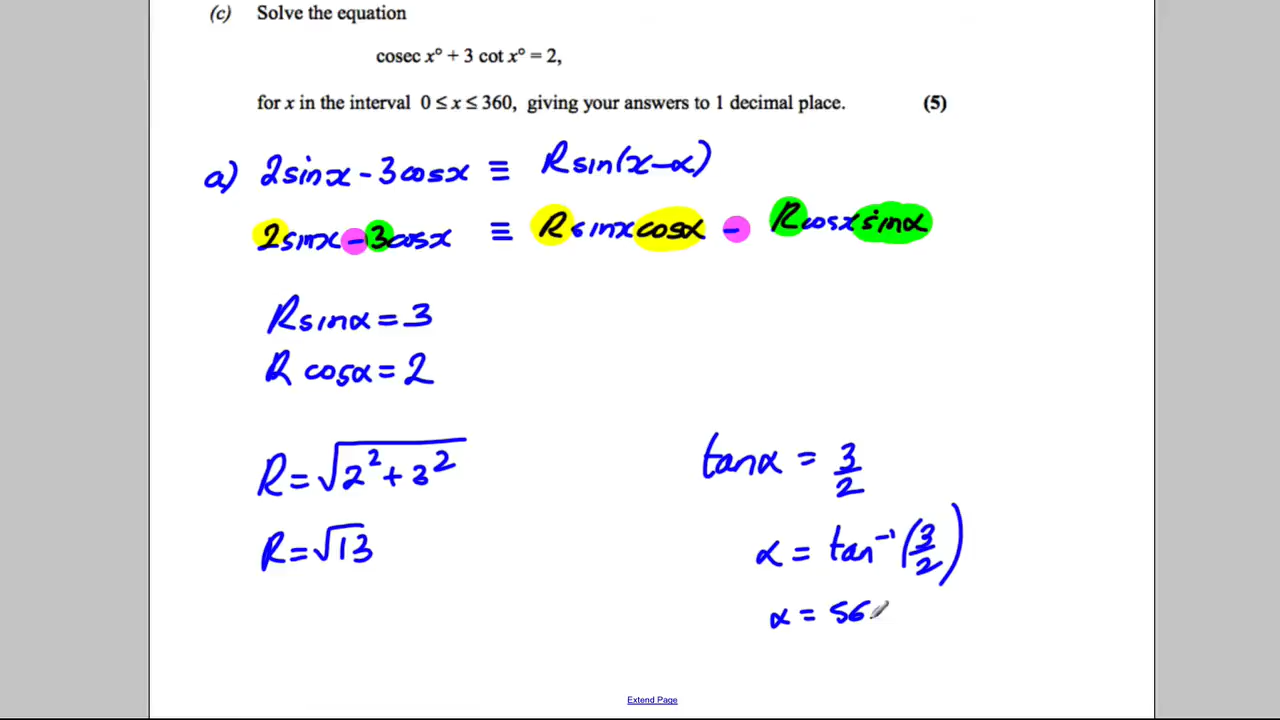 (c) Solve the equation
cosec x° + 3 cot x° = 2,
for x in the interval 0 ≤ x ≤ 360, giving your answers to 1 decimal place. (5)
a) 2sinx - 3cosx ≡ Rsin(x-α)
2sinx - 3cosx ≡ Rsinxcosα - Rcosxsinα
Rsinα = 3
Rcosα = 2
R = √(2² + 3²)
R = √13
tanα = 3/2
α = tan⁻¹(3/2)
α = 56.
Extend Page